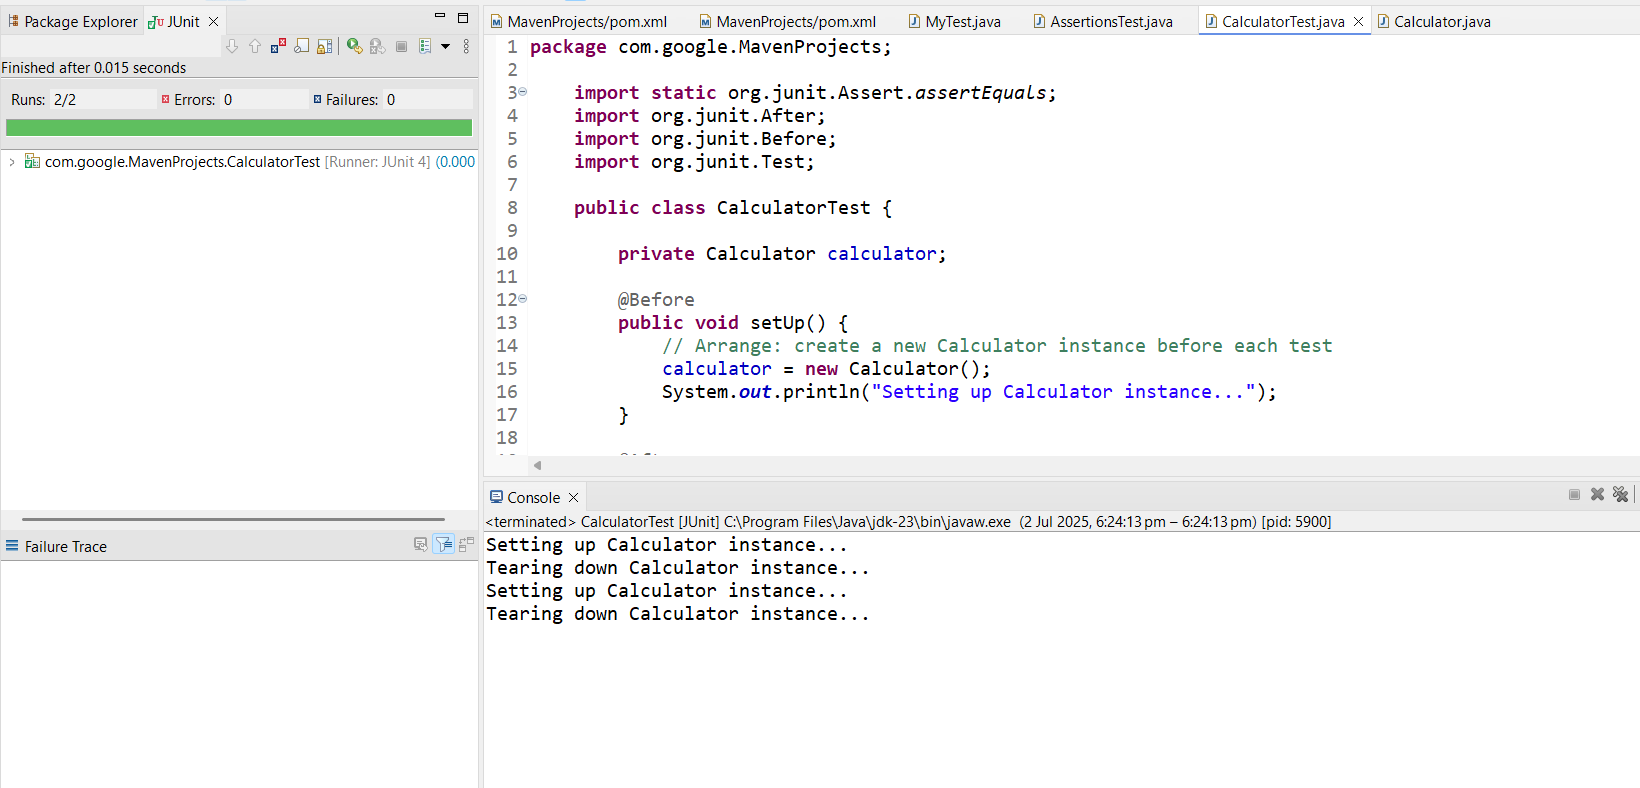 Package Explorer
JUnit
Finished after 0.015 seconds
Runs: 2/2
Errors: 0
Failures: 0
com.google.MavenProjects.CalculatorTest [Runner: JUnit 4] (0.000
Failure Trace
MavenProjects/pom.xml
MavenProjects/pom.xml
MyTest.java
AssertionsTest.java
CalculatorTest.java
Calculator.java
1 package com.google.MavenProjects;
2
3 import static org.junit.Assert.assertEquals;
4 import org.junit.After;
5 import org.junit.Before;
6 import org.junit.Test;
7
8 public class CalculatorTest {
9
10 private Calculator calculator;
11
12 @Before
13 public void setUp() {
14 // Arrange: create a new Calculator instance before each test
15 calculator = new Calculator();
16 System.out.println("Setting up Calculator instance...");
17 }
18
Console
<terminated> CalculatorTest [JUnit] C:\Program Files\Java\jdk-23\bin\javaw.exe (2 Jul 2025, 6:24:13 pm – 6:24:13 pm) [pid: 5900]
Setting up Calculator instance...
Tearing down Calculator instance...
Setting up Calculator instance...
Tearing down Calculator instance...